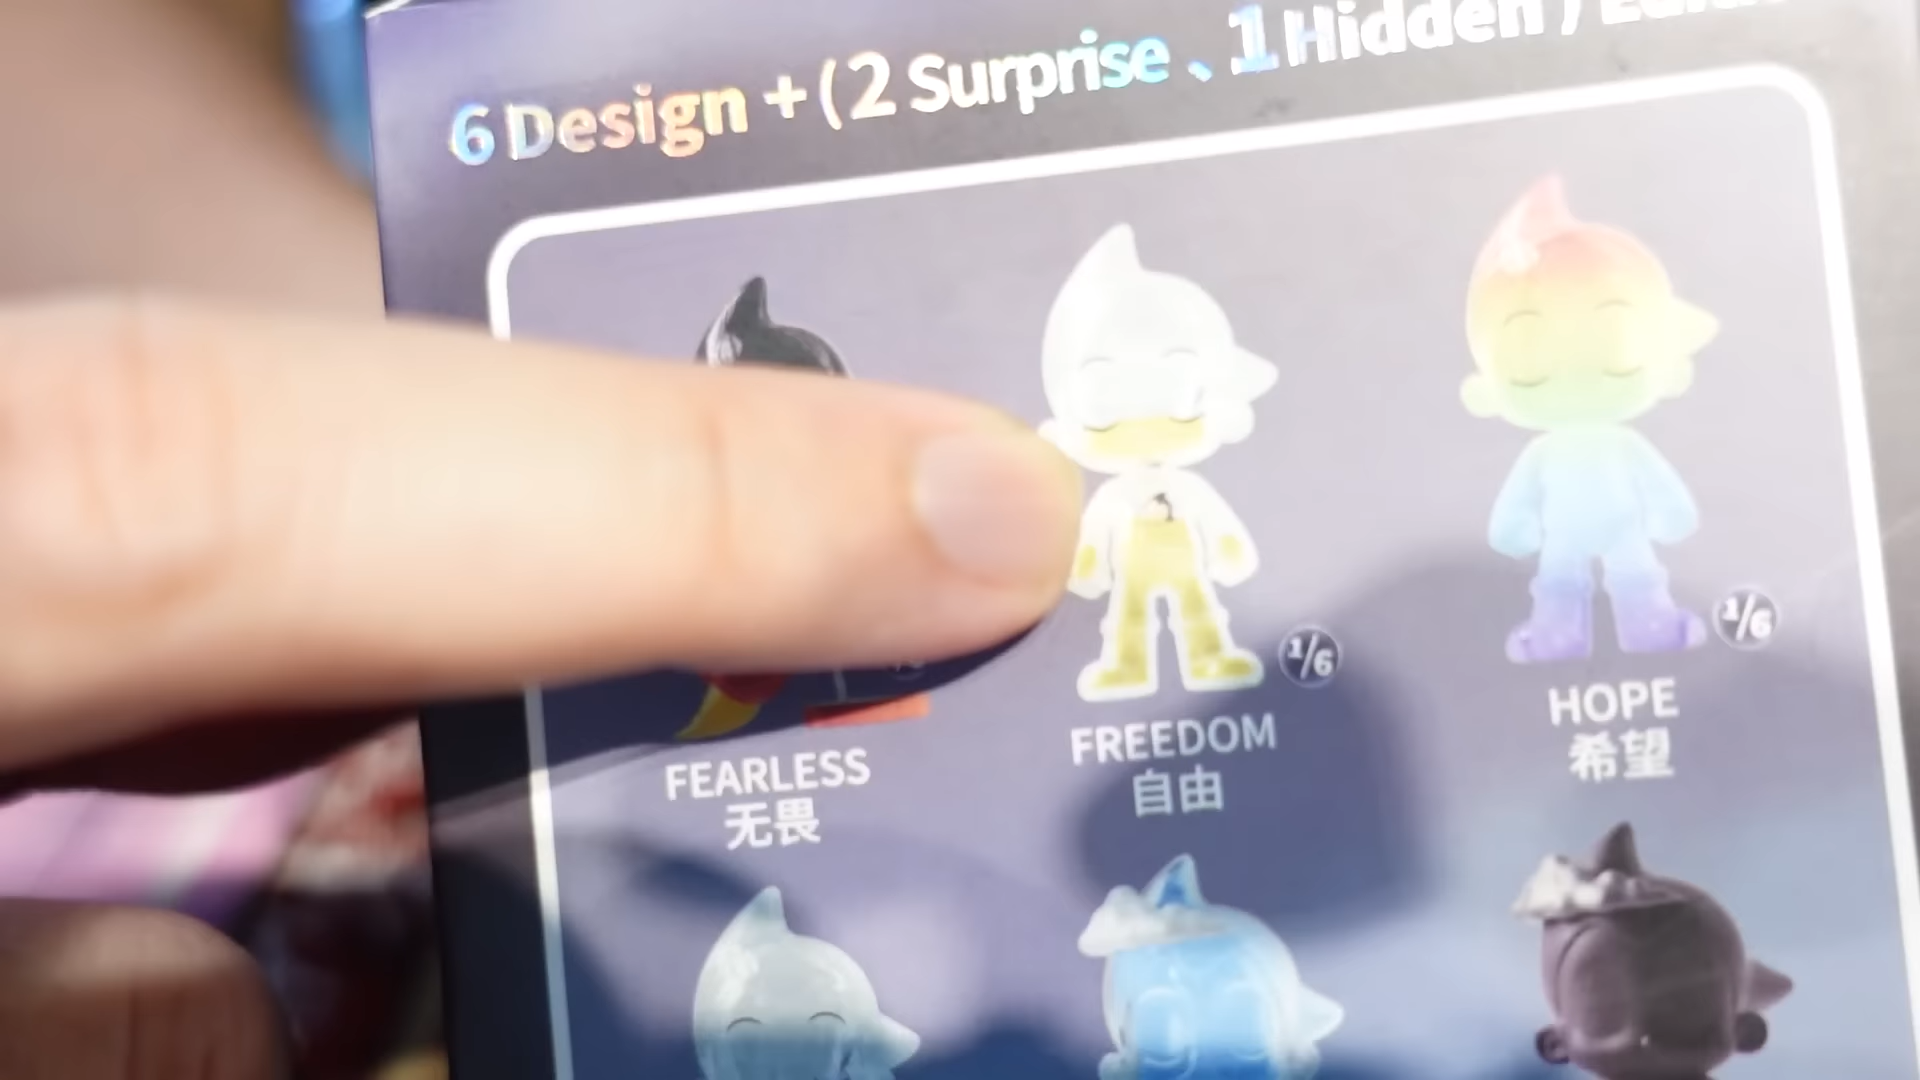 6 Design + (2 Surprise、1 Hidden)
1/6
1/6
FEARLESS
无畏
FREEDOM
自由
HOPE
希望